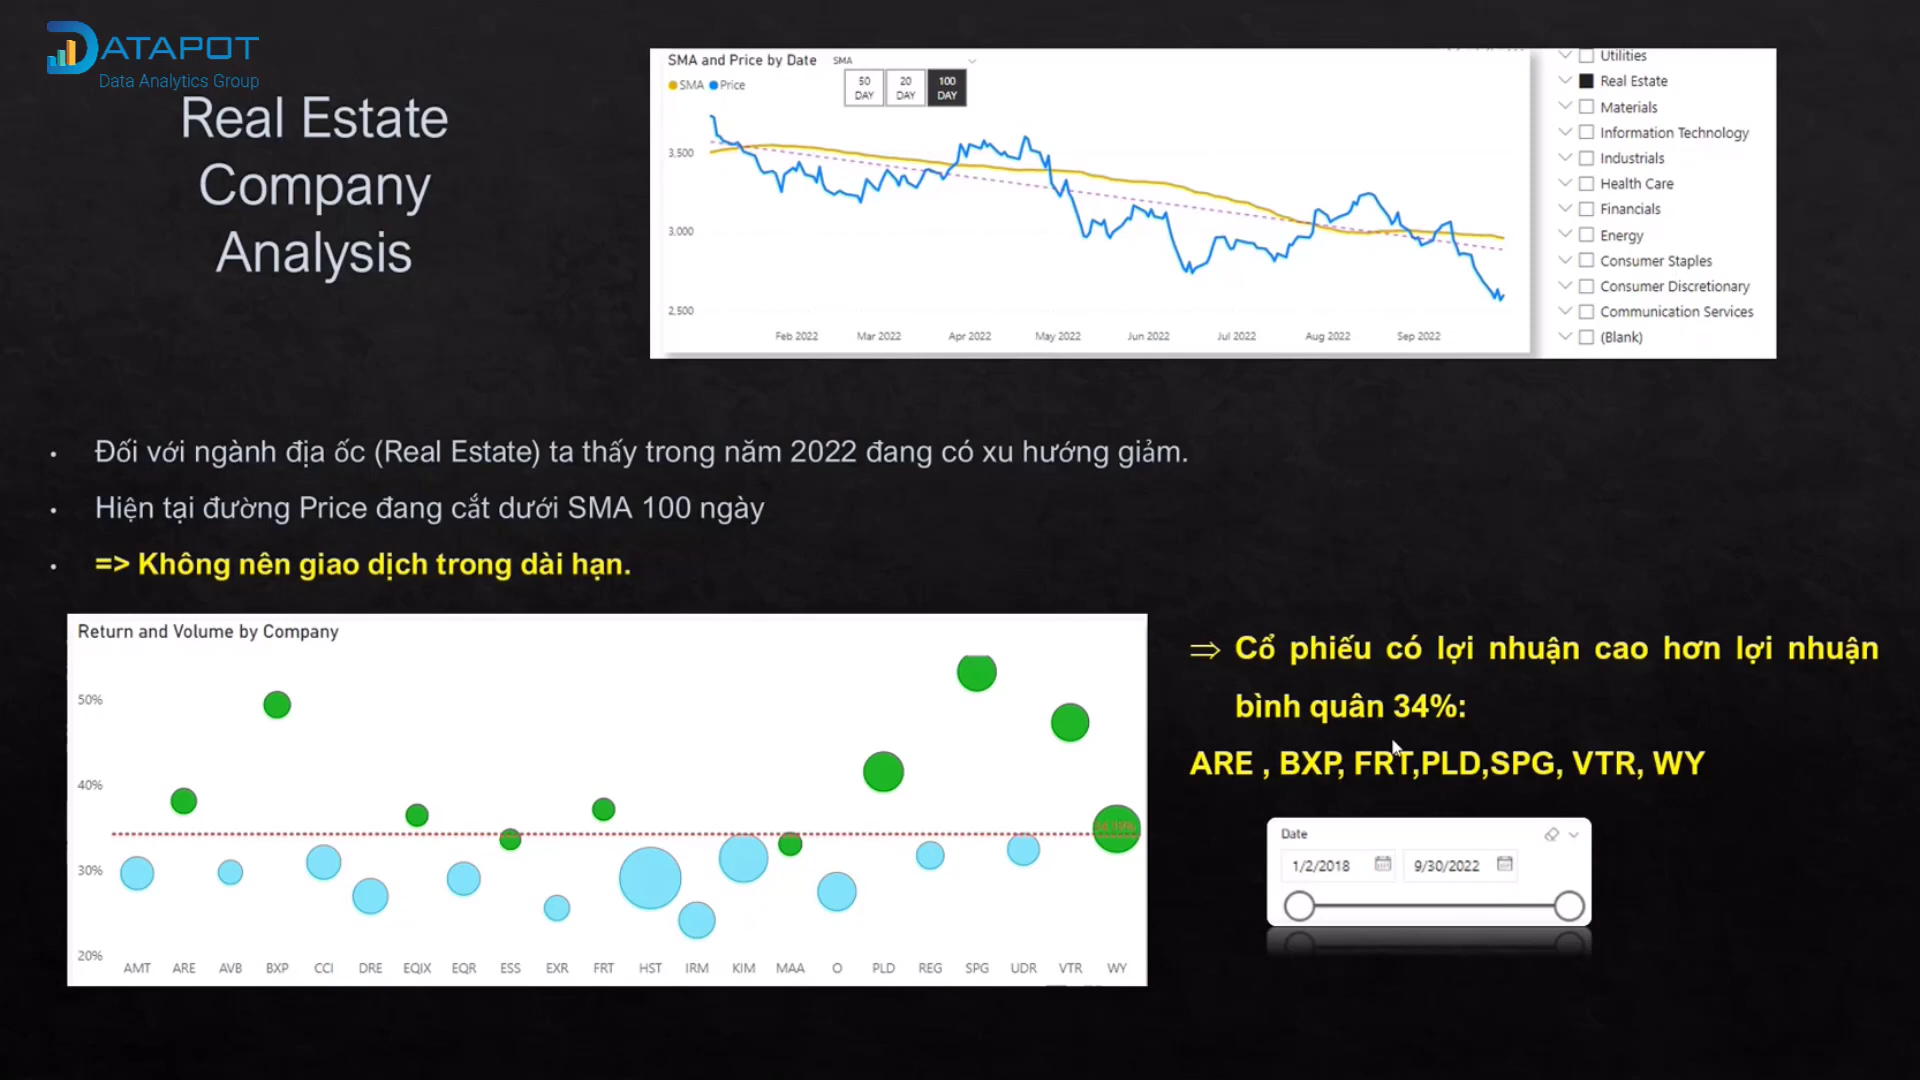 DATAPOT
Data Analytics Group
Real Estate
Company
Analysis
SMA and Price by Date
SMA
SMA Price
50 DAY
20 DAY
100 DAY
3,500
3,000
2,500
Feb 2022 Mar 2022 Apr 2022 May 2022 Jun 2022 Jul 2022 Aug 2022 Sep 2022
Utilities
Real Estate
Materials
Information Technology
Industrials
Health Care
Financials
Energy
Consumer Staples
Consumer Discretionary
Communication Services
(Blank)
• Đối với ngành địa ốc (Real Estate) ta thấy trong năm 2022 đang có xu hướng giảm.
• Hiện tại đường Price đang cắt dưới SMA 100 ngày
• => Không nên giao dịch trong dài hạn.
Return and Volume by Company
50%
40%
30%
20%
34,19%
AMT ARE AVB BXP CCI DRE EQIX EQR ESS EXR FRT HST IRM KIM MAA O PLD REG SPG UDR VTR WY
⇒ Cổ phiếu có lợi nhuận cao hơn lợi nhuận
bình quân 34%:
ARE , BXP, FRT,PLD,SPG, VTR, WY
Date
1/2/2018 9/30/2022